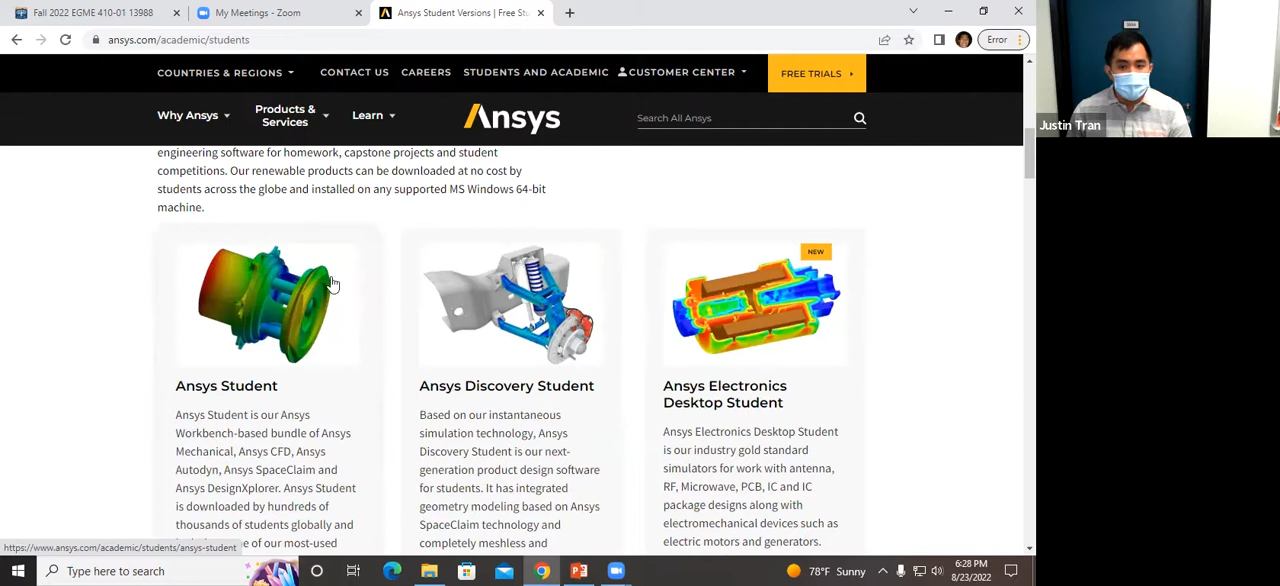 Fall 2022 EGME 410-01 13988
My Meetings - Zoom
Ansys Student Versions | Free Stu
ansys.com/academic/students
Error
COUNTRIES & REGIONS
CONTACT US
CAREERS
STUDENTS AND ACADEMIC
CUSTOMER CENTER
FREE TRIALS
Why Ansys
Products &
Services
Learn
Ansys
Search All Ansys
Justin Tran
engineering software for homework, capstone projects and student
competitions. Our renewable products can be downloaded at no cost by
students across the globe and installed on any supported MS Windows 64-bit
machine.
NEW
Ansys Student
Ansys Student is our Ansys
Workbench-based bundle of Ansys
Mechanical, Ansys CFD, Ansys
Autodyn, Ansys SpaceClaim and
Ansys DesignXplorer. Ansys Student
is downloaded by hundreds of
thousands of students globally and
e of our most-used
Ansys Discovery Student
Based on our instantaneous
simulation technology, Ansys
Discovery Student is our next-
generation product design software
for students. It has integrated
geometry modeling based on Ansys
SpaceClaim technology and
completely meshless and
Ansys Electronics
Desktop Student
Ansys Electronics Desktop Student
is our industry gold standard
simulators for work with antenna,
RF, Microwave, PCB, IC and IC
package designs along with
electromechanical devices such as
electric motors and generators.
https://www.ansys.com/academic/students/ansys-student
Type here to search
78°F Sunny
6:28 PM
8/23/2022